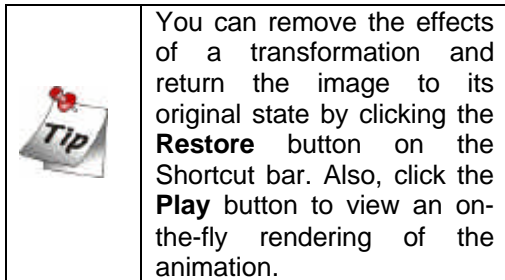 You can remove the effects
of a transformation and
return the image to its
original state by clicking the
Restore button on the
Shortcut bar. Also, click the
Play button to view an on-
the-fly rendering of the
animation.
Tip